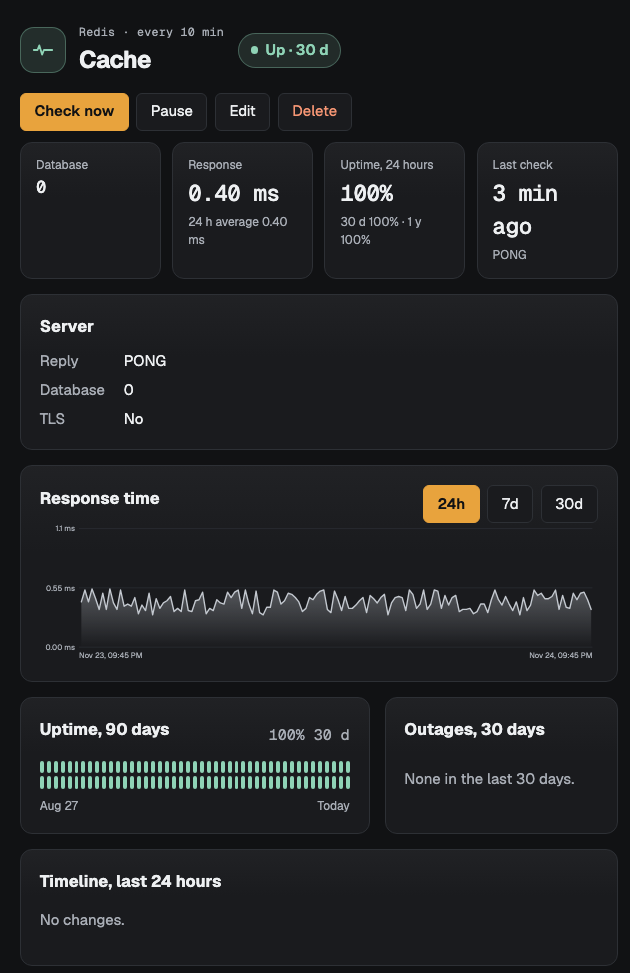 Redis · every 10 min
Cache
Up · 30 d
Check now
Pause
Edit
Delete
Database
0
Response
0.40 ms
24 h average 0.40
ms
Uptime, 24 hours
100%
30 d 100% · 1 y
100%
Last check
3 min
ago
PONG
Server
Reply PONG
Database 0
TLS No
Response time
24h
7d
30d
1.1 ms
0.55 ms
0.00 ms
Nov 23, 09:45 PM
Nov 24, 09:45 PM
Uptime, 90 days
100% 30 d
Aug 27
Today
Outages, 30 days
None in the last 30 days.
Timeline, last 24 hours
No changes.